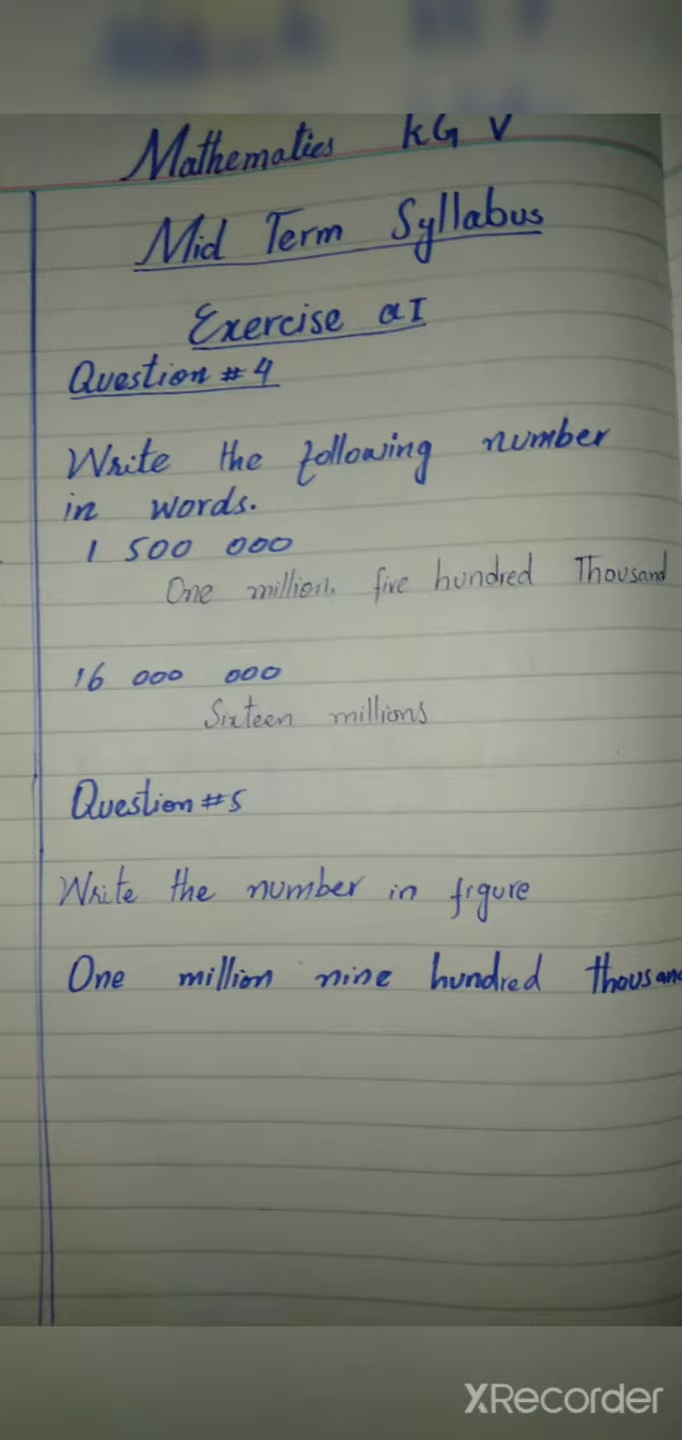 Mathematics KG V
Mid Term Syllabus
Exercise
Question # 4
Write the following number
in words.
1 500 000
One million, five hundred Thousand
16 000 000
Sixteen millions
Question #5
Write the number in figure
One million nine hundred thousand
XRecorder